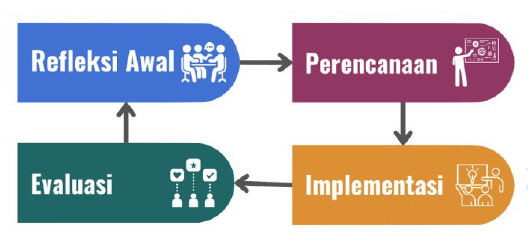 Refleksi Awal
Perencanaan
Evaluasi
Implementasi